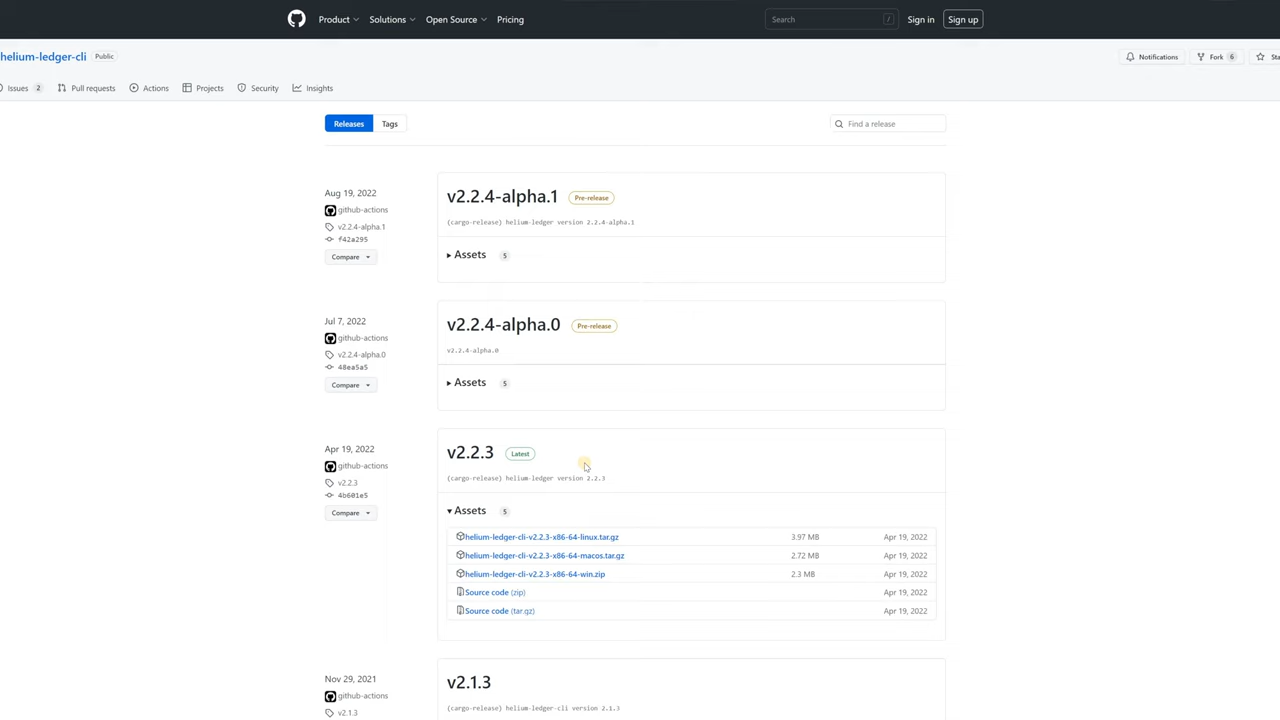 Product Solutions Open Source Pricing Search / Sign in Sign up
helium-ledger-cli Public Notifications Fork 6
Issues 2 Pull requests Actions Projects Security Insights
Releases Tags Find a release
Aug 19, 2022
github-actions
v2.2.4-alpha.1
f42a295
Compare
v2.2.4-alpha.1 Pre-release
(cargo-release) helium-ledger version 2.2.4-alpha.1
Assets 5
Jul 7, 2022
github-actions
v2.2.4-alpha.0
48ea5a5
Compare
v2.2.4-alpha.0 Pre-release
v2.2.4-alpha.0
Assets 5
Apr 19, 2022
github-actions
v2.2.3
4b601e5
Compare
v2.2.3 Latest
(cargo-release) helium-ledger version 2.2.3
Assets 5
helium-ledger-cli-v2.2.3-x86-64-linux.tar.gz 3.97 MB Apr 19, 2022
helium-ledger-cli-v2.2.3-x86-64-macos.tar.gz 2.72 MB Apr 19, 2022
helium-ledger-cli-v2.2.3-x86-64-win.zip 2.3 MB Apr 19, 2022
Source code (zip) Apr 19, 2022
Source code (tar.gz) Apr 19, 2022
Nov 29, 2021
github-actions
v2.1.3
v2.1.3
(cargo-release) helium-ledger-cli version 2.1.3